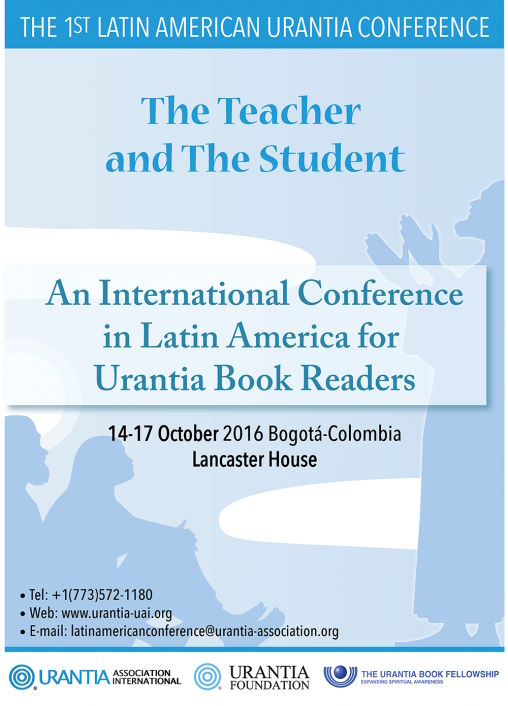 THE 1ST LATIN AMERICAN URANTIA CONFERENCE
The Teacher
and The Student
An International Conference
in Latin America for
Urantia Book Readers
14-17 October 2016 Bogotá-Colombia
Lancaster House
• Tel: +1(773)572-1180
• Web: www.urantia-uai.org
• E-mail: latinamericanconference@urantia-association.org
URANTIA ASSOCIATION
INTERNATIONAL
URANTIA
FOUNDATION
THE URANTIA BOOK FELLOWSHIP
EXPANDING SPIRITUAL AWARENESS